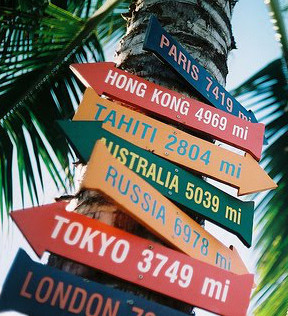 PARIS 7419 mi
HONG KONG 4969 mi
TAHITI 2804 mi
AUSTRALIA 5039 mi
RUSSIA 6978 mi
TOKYO 3749 mi
LONDON